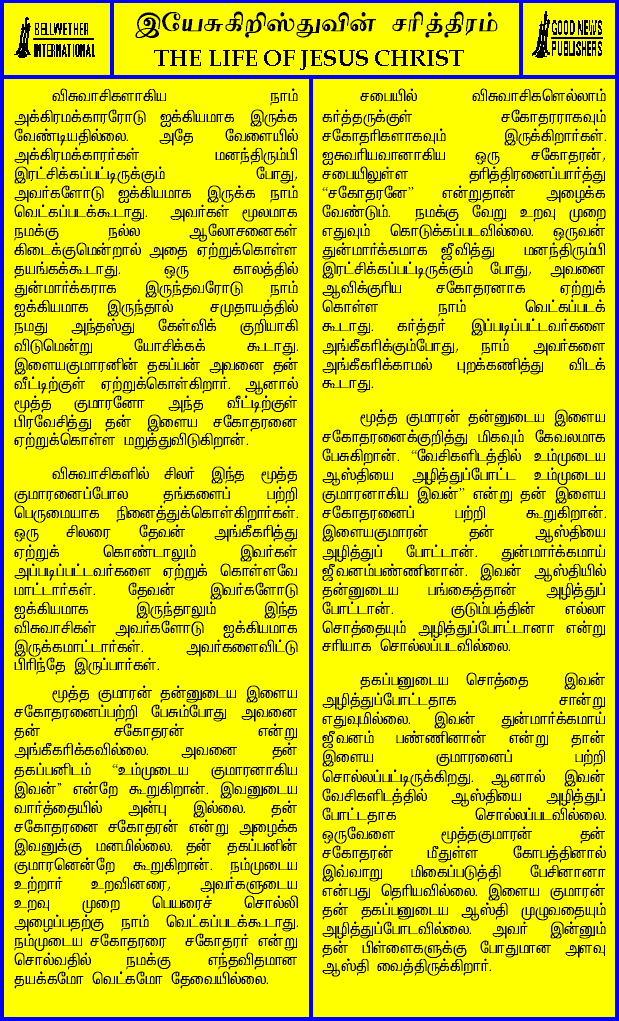 BELLWETHER
INTERNATIONAL
இயேசுகிறிஸ்துவின் சரித்திரம்
THE LIFE OF JESUS CHRIST
GOOD NEWS
PUBLISHERS
விசுவாசிகளாகிய நாம்
அக்கிரமக்காரரோடு ஐக்கியமாக இருக்க
வேண்டியதில்லை. அதே வேளையில்
அக்கிரமக்காரர்கள் மனந்திரும்பி
இரட்சிக்கப்பட்டிருக்கும் போது,
அவர்களோடு ஐக்கியமாக இருக்க நாம்
வெட்கப்படக்கூடாது. அவர்கள் மூலமாக
நமக்கு நல்ல ஆலோசனைகள்
கிடைக்குமென்றால் அதை ஏற்றுக்கொள்ள
தயங்கக்கூடாது. ஒரு காலத்தில்
துன்மார்க்கராக இருந்தவரோடு நாம்
ஐக்கியமாக இருந்தால் சமுதாயத்தில்
நமது அந்தஸ்து கேள்விக் குறியாகி
விடுமென்று யோசிக்கக் கூடாது.
இளையகுமாரனின் தகப்பன் அவனை தன்
வீட்டிற்குள் ஏற்றுக்கொள்கிறார். ஆனால்
மூத்த குமாரனோ அந்த வீட்டிற்குள்
பிரவேசித்து தன் இளைய சகோதரனை
ஏற்றுக்கொள்ள மறுத்துவிடுகிறான்.
விசுவாசிகளில் சிலர் இந்த மூத்த
குமாரனைப்போல தங்களைப் பற்றி
பெருமையாக நினைத்துக்கொள்கிறார்கள்.
ஒரு சிலரை தேவன் அங்கீகரித்து
ஏற்றுக் கொண்டாலும் இவர்கள்
அப்படிப்பட்டவர்களை ஏற்றுக் கொள்ளவே
மாட்டார்கள். தேவன் இவர்களோடு
ஐக்கியமாக இருந்தாலும் இந்த
விசுவாசிகள் அவர்களோடு ஐக்கியமாக
இருக்கமாட்டார்கள். அவர்களைவிட்டு
பிரிந்தே இருப்பார்கள்.
மூத்த குமாரன் தன்னுடைய இளைய
சகோதரனைப்பற்றி பேசும்போது அவனை
தன் சகோதரன் என்று
அங்கீகரிக்கவில்லை. அவனை தன்
தகப்பனிடம் “உம்முடைய குமாரனாகிய
இவன்” என்றே கூறுகிறான். இவனுடைய
வார்த்தையில் அன்பு இல்லை. தன்
சகோதரனை சகோதரன் என்று அழைக்க
இவனுக்கு மனமில்லை. தன் தகப்பனின்
குமாரனென்றே கூறுகிறான். நம்முடைய
உற்றார் உறவினரை, அவர்களுடைய
உறவு முறை பெயரைச் சொல்லி
அழைப்பதற்கு நாம் வெட்கப்படக்கூடாது.
நம்முடைய சகோதரரை சகோதரர் என்று
சொல்வதில் நமக்கு எந்தவிதமான
தயக்கமோ வெட்கமோ தேவையில்லை.
சபையில் விசுவாசிகளெல்லாம்
கர்த்தருக்குள் சகோதரராகவும்
சகோதரிகளாகவும் இருக்கிறார்கள்.
ஐசுவரியவானாகிய ஒரு சகோதரன்,
சபையிலுள்ள தரித்திரனைப்பார்த்து
“சகோதரனே” என்றுதான் அழைக்க
வேண்டும். நமக்கு வேறு உறவு முறை
எதுவும் கொடுக்கப்படவில்லை. ஒருவன்
துன்மார்க்கமாக ஜீவித்து மனந்திரும்பி
இரட்சிக்கப்பட்டிருக்கும் போது, அவனை
ஆவிக்குரிய சகோதரனாக ஏற்றுக்
கொள்ள நாம் வெட்கப்படக்
கூடாது. கர்த்தர் இப்படிப்பட்டவர்களை
அங்கீகரிக்கும்போது, நாம் அவர்களை
அங்கீகரிக்காமல் புறக்கணித்து விடக்
கூடாது.
மூத்த குமாரன் தன்னுடைய இளைய
சகோதரனைக்குறித்து மிகவும் கேவலமாக
பேசுகிறான். “வேசிகளிடத்தில் உம்முடைய
ஆஸ்தியை அழித்துப்போட்ட உம்முடைய
குமாரனாகிய இவன்” என்று தன் இளைய
சகோதரனைப் பற்றி கூறுகிறான்.
இளையகுமாரன் தன் ஆஸ்தியை
அழித்துப் போட்டான். துன்மார்க்கமாய்
ஜீவனம்பண்ணினான். இவன் ஆஸ்தியில்
தன்னுடைய பங்கைத்தான் அழித்துப்
போட்டான். குடும்பத்தின் எல்லா
சொத்தையும் அழித்துப்போட்டானா என்று
சரியாக சொல்லப்படவில்லை.
தகப்பனுடைய சொத்தை இவன்
அழித்துப்போட்டதாக சான்று
எதுவுமில்லை. இவன் துன்மார்க்கமாய்
ஜீவனம் பண்ணினான் என்று தான்
இளைய குமாரனைப் பற்றி
சொல்லப்பட்டிருக்கிறது. ஆனால் இவன்
வேசிகளிடத்தில் ஆஸ்தியை அழித்துப்
போட்டதாக சொல்லப்படவில்லை.
ஒருவேளை மூத்தகுமாரன் தன்
சகோதரன் மீதுள்ள கோபத்தினால்
இவ்வாறு மிகைப்படுத்தி பேசினானா
என்பது தெரியவில்லை. இளைய குமாரன்
தன் தகப்பனுடைய ஆஸ்தி முழுவதையும்
அழித்துப்போடவில்லை. அவர் இன்னும்
தன் பிள்ளைகளுக்கு போதுமான அளவு
ஆஸ்தி வைத்திருக்கிறார்.